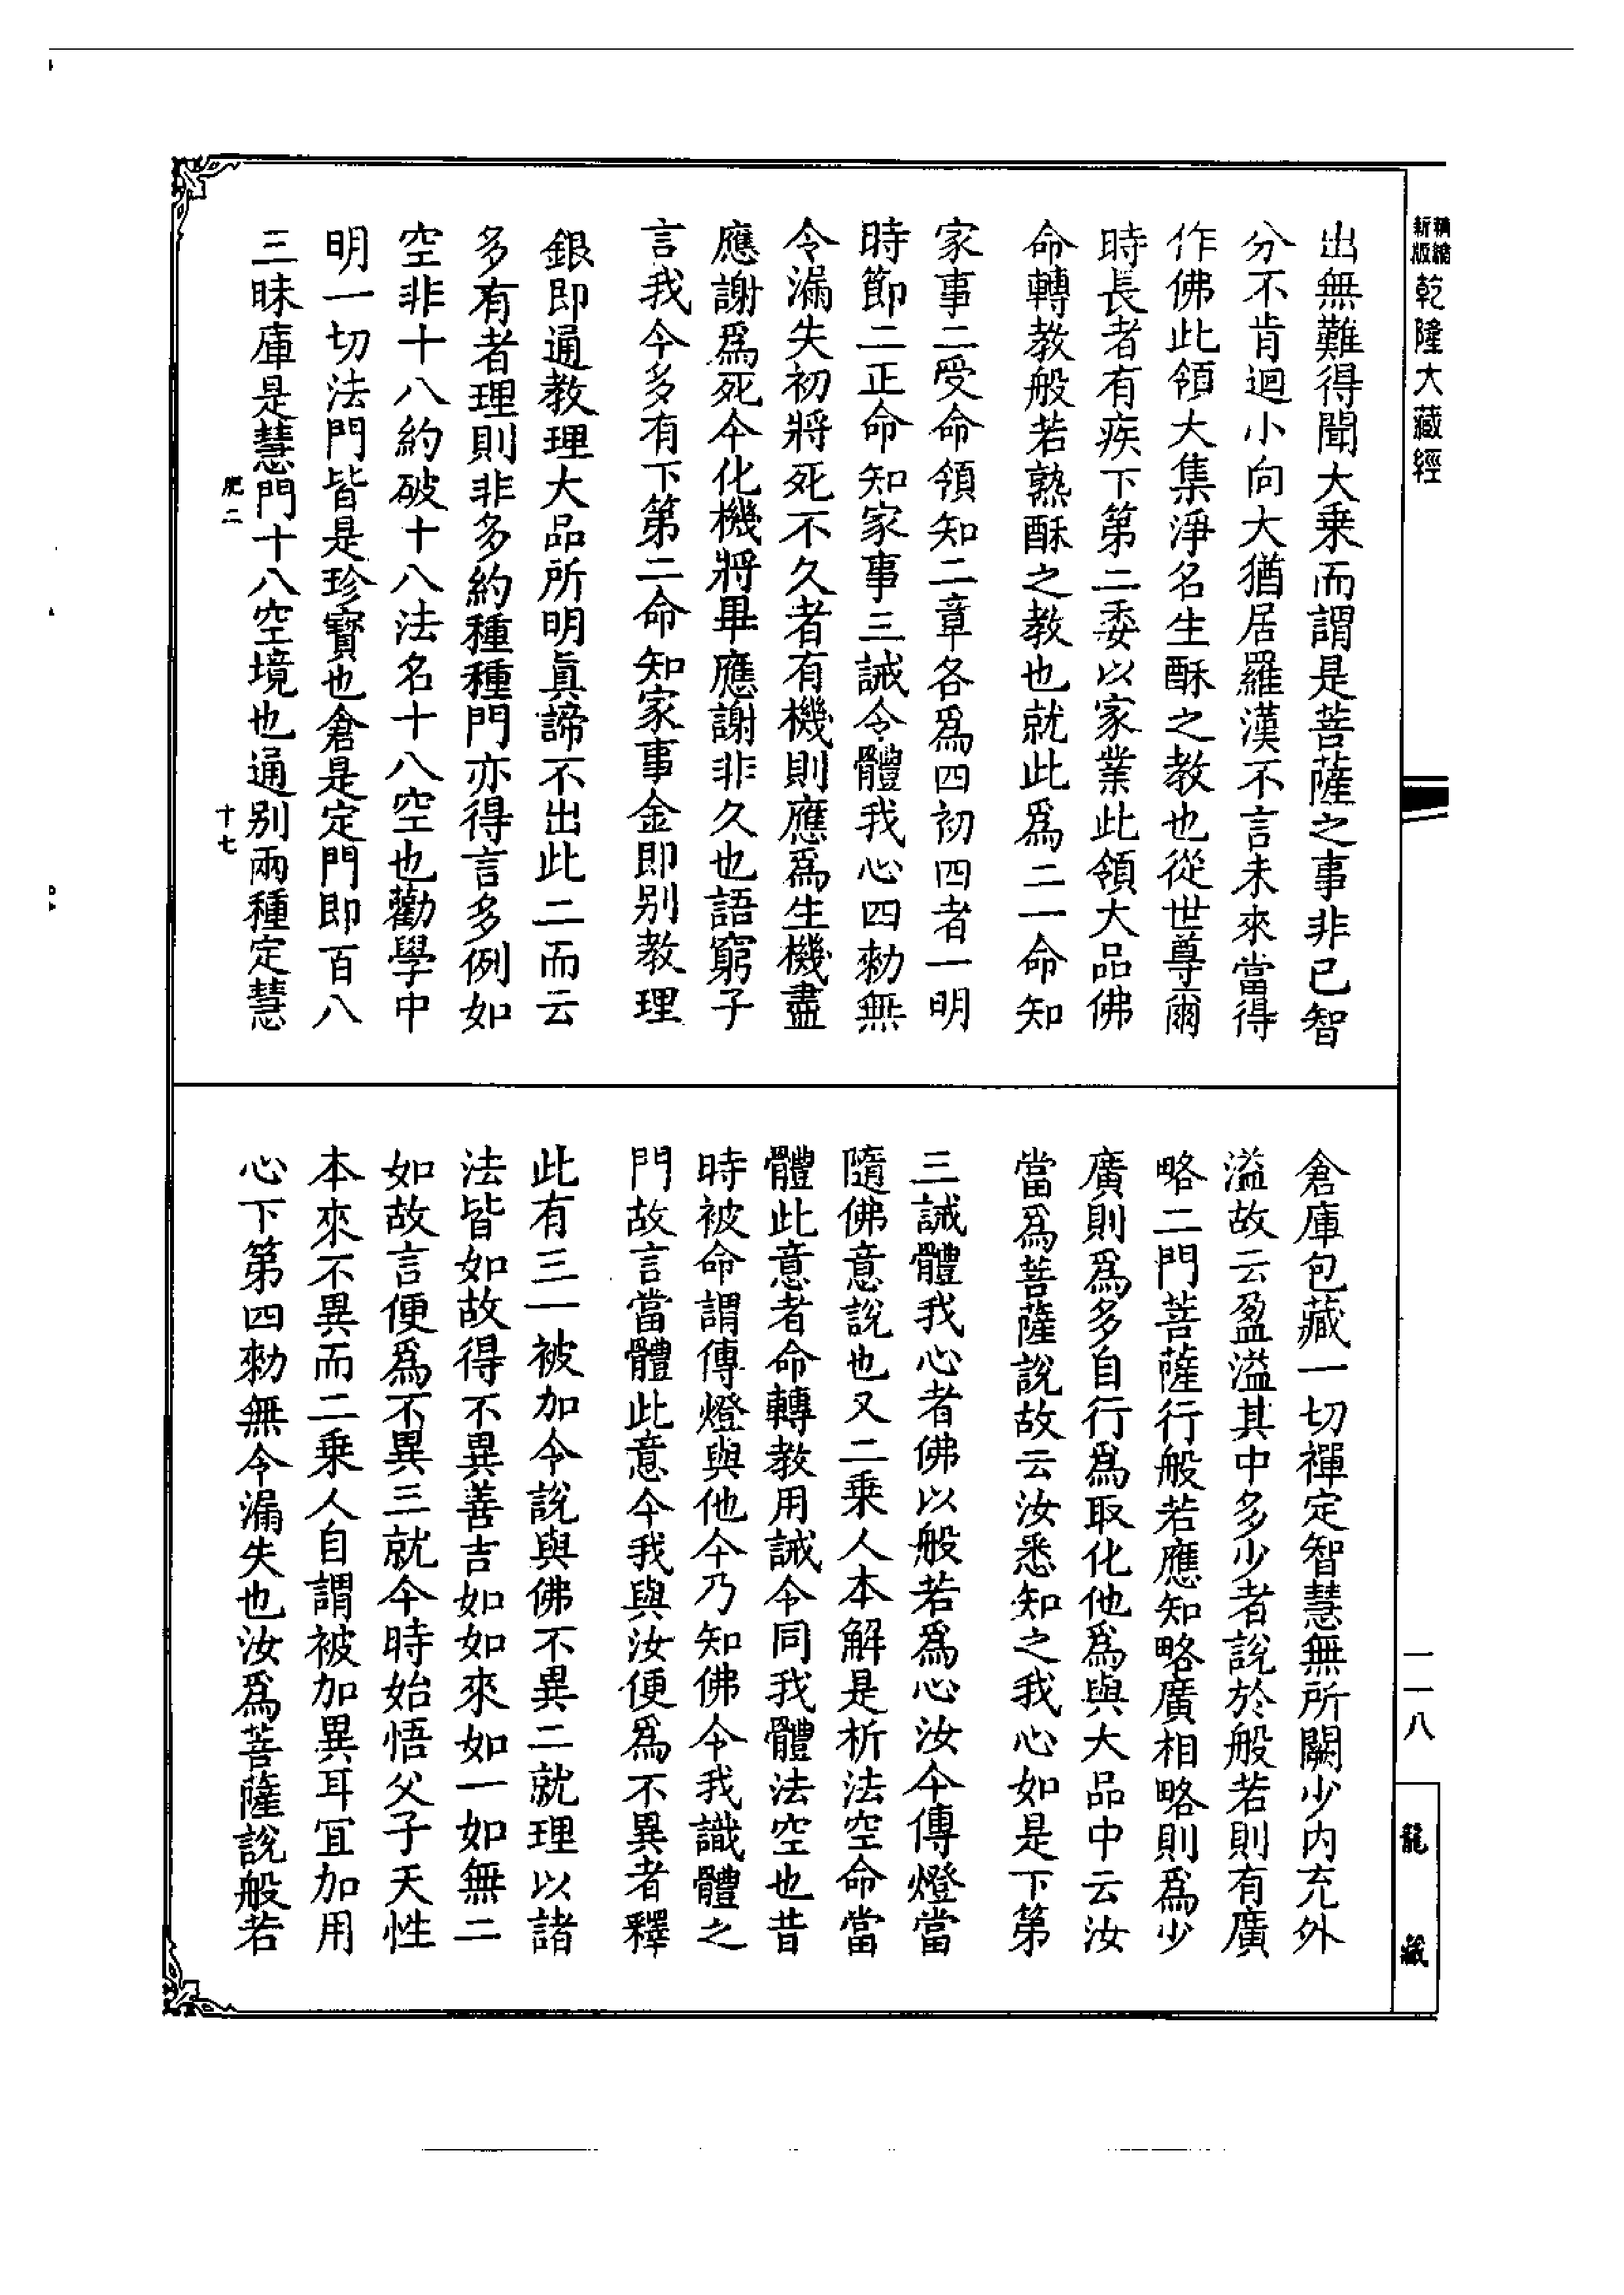 精縮新版 乾隆大藏經
出無難得聞大乗而謂是菩薩之事非已智
分不肯迴小向大猶居羅漢不言未來當得
作佛此領大集淨名生酥之教也從世尊爾
時長者有疾下第二委以家業此領大品佛
命轉教般若熟酥之教也就此爲二一命知
家事二受命領知二章各爲四初四者一明
時節二正命知家事三誡令體我心四勑無
令漏失初將死不久者有機則應爲生機盡
應謝爲死今化機將畢應謝非久也語窮子
言我今多有下第二命知家事金即别教理
銀即通教理大品所明眞諦不出此二而云
多有者理則非多約種種門亦得言多例如
空非十八約破十八法名十八空也勸學中
明一切法門皆是珍寶也倉是定門即百八
三昧庫是慧門十八空境也通别兩種定慧
肥二 十七
倉庫包藏一切禪定智慧無所闕少内充外
溢故云盈溢其中多少者說於般若則有廣
略二門菩薩行般若應知略廣相略則爲少
廣則爲多自行爲取化他爲與大品中云汝
當爲菩薩說故云汝悉知之我心如是下第
三誡體我心者佛以般若爲心汝今傳燈當
隨佛意說也又二乗人本解是析法空命當
體此意者命轉教用誡令同我體法空也昔
時被命謂傳燈與他今乃知佛令我識體之
門故言當體此意今我與汝便爲不異者釋
此有三一被加令說與佛不異二就理以諸
法皆如故得不異善吉如如來如一如無二
如故言便爲不異三就今時始悟父子天性
本來不異而二乗人自謂被加異耳宜加用
心下第四勑無令漏失也汝爲菩薩說般若
一一八
龍藏